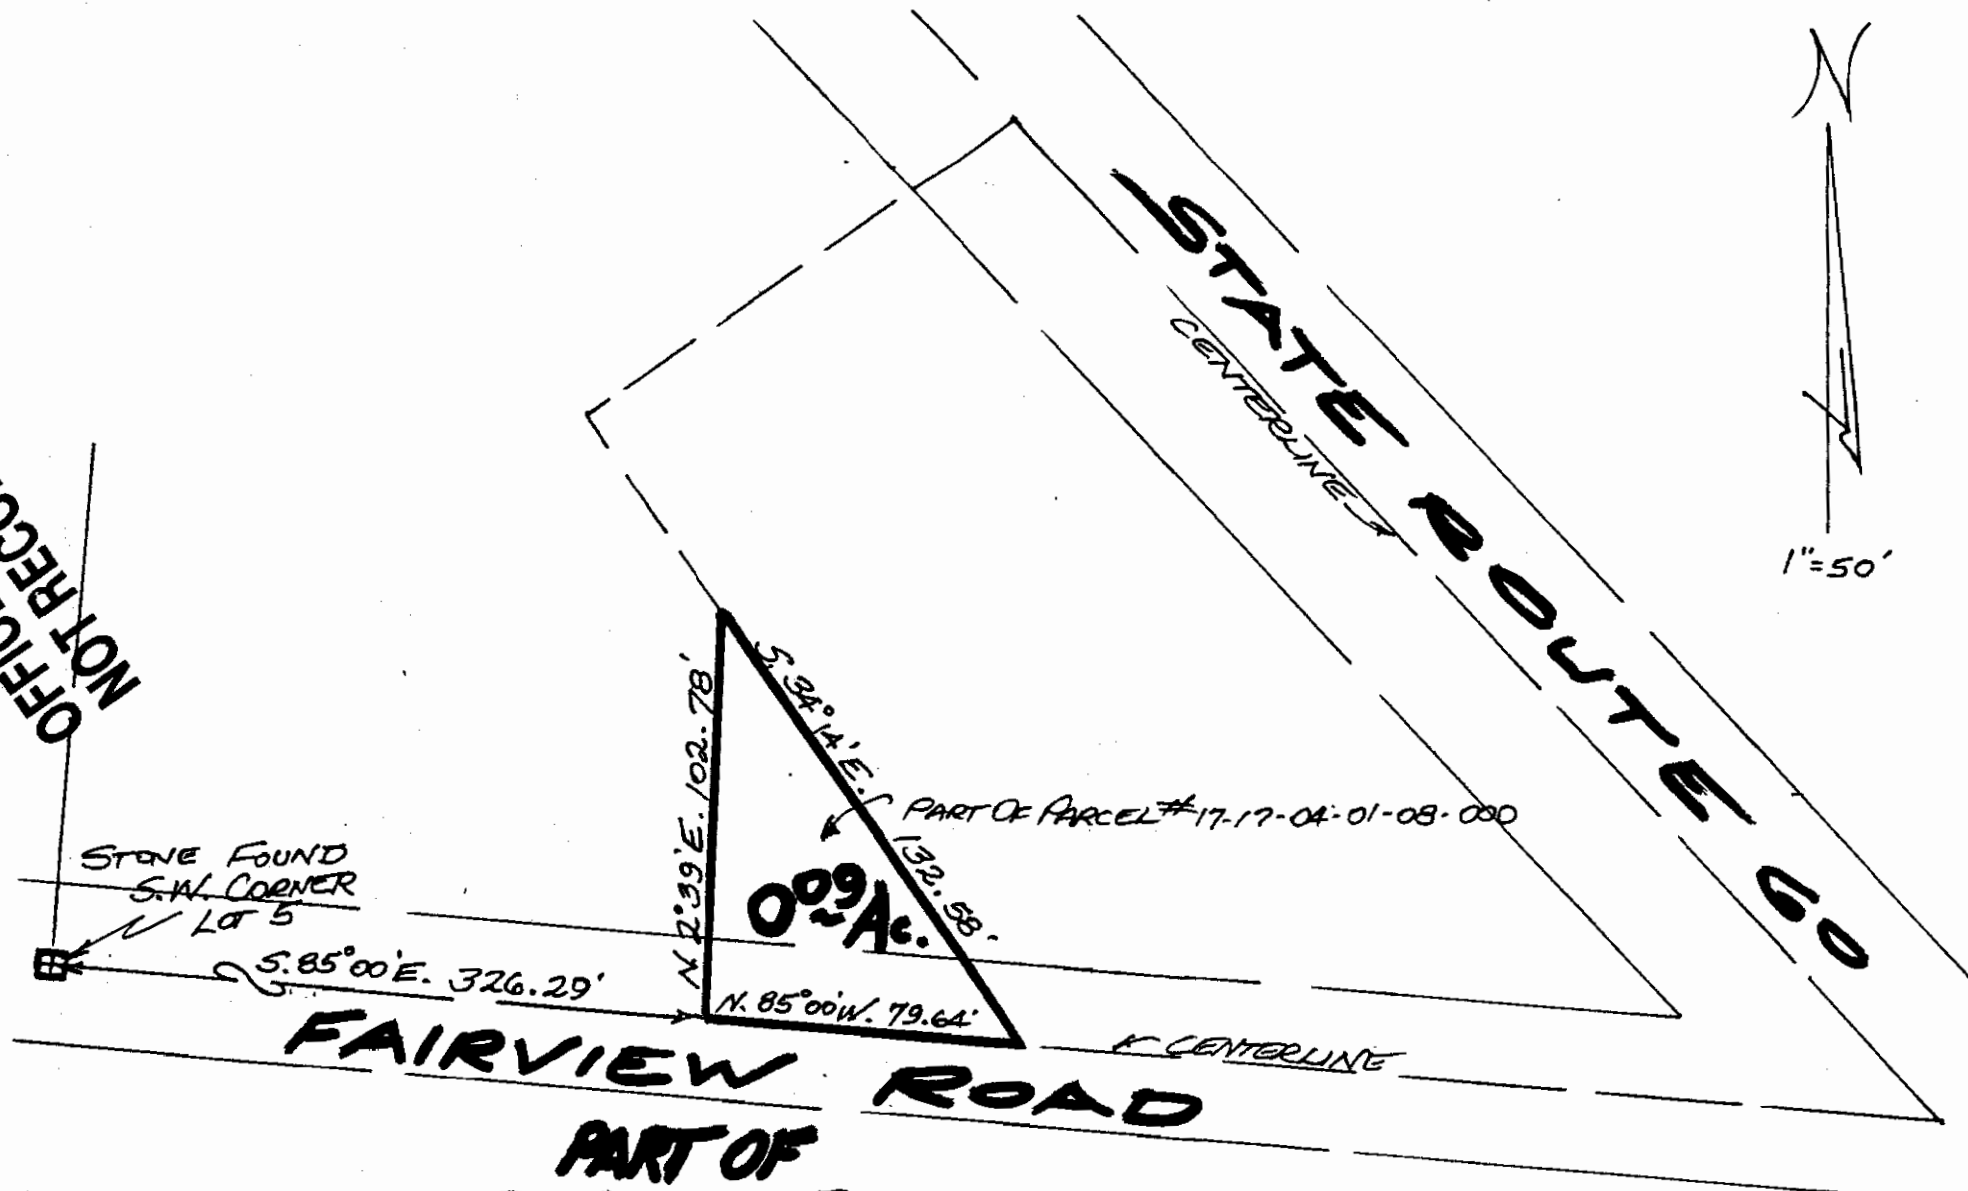 N
1"=50'
STATE ROUTE 60
CENTERLINE
NOT
S. 34°14'E. 132.58'
N. 2°39'E. 102.78'
PART OF PARCEL # 17-17-04-01-08-000
0.09 Ac.
STONE FOUND
S.W. CORNER
LOT 5
S. 85°00'E. 326.29'
N. 85°00'W. 79.64'
CENTERLINE
FAIRVIEW ROAD
PART OF